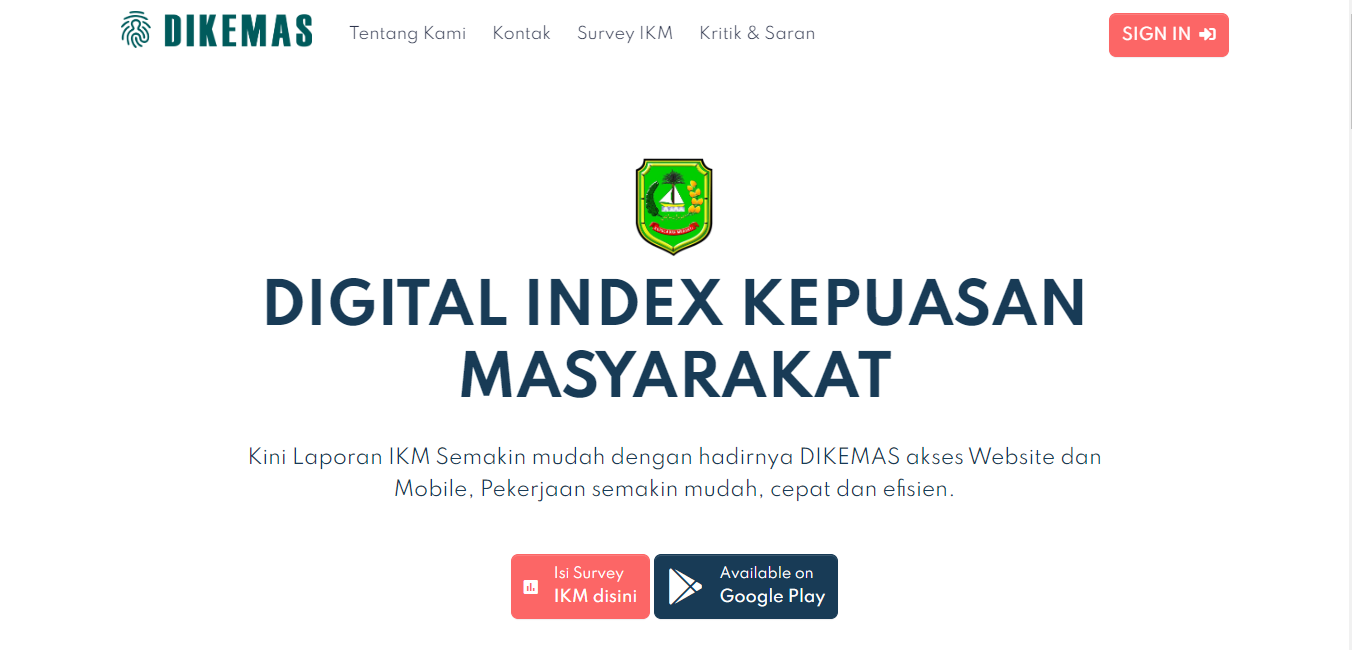 DIKEMAS
Tentang Kami
Kontak
Survey IKM
Kritik & Saran
SIGN IN
DIGITAL INDEX KEPUASAN
MASYARAKAT
Kini Laporan IKM Semakin mudah dengan hadirnya DIKEMAS akses Website dan
Mobile, Pekerjaan semakin mudah, cepat dan efisien.
Isi Survey
IKM disini
Available on
Google Play